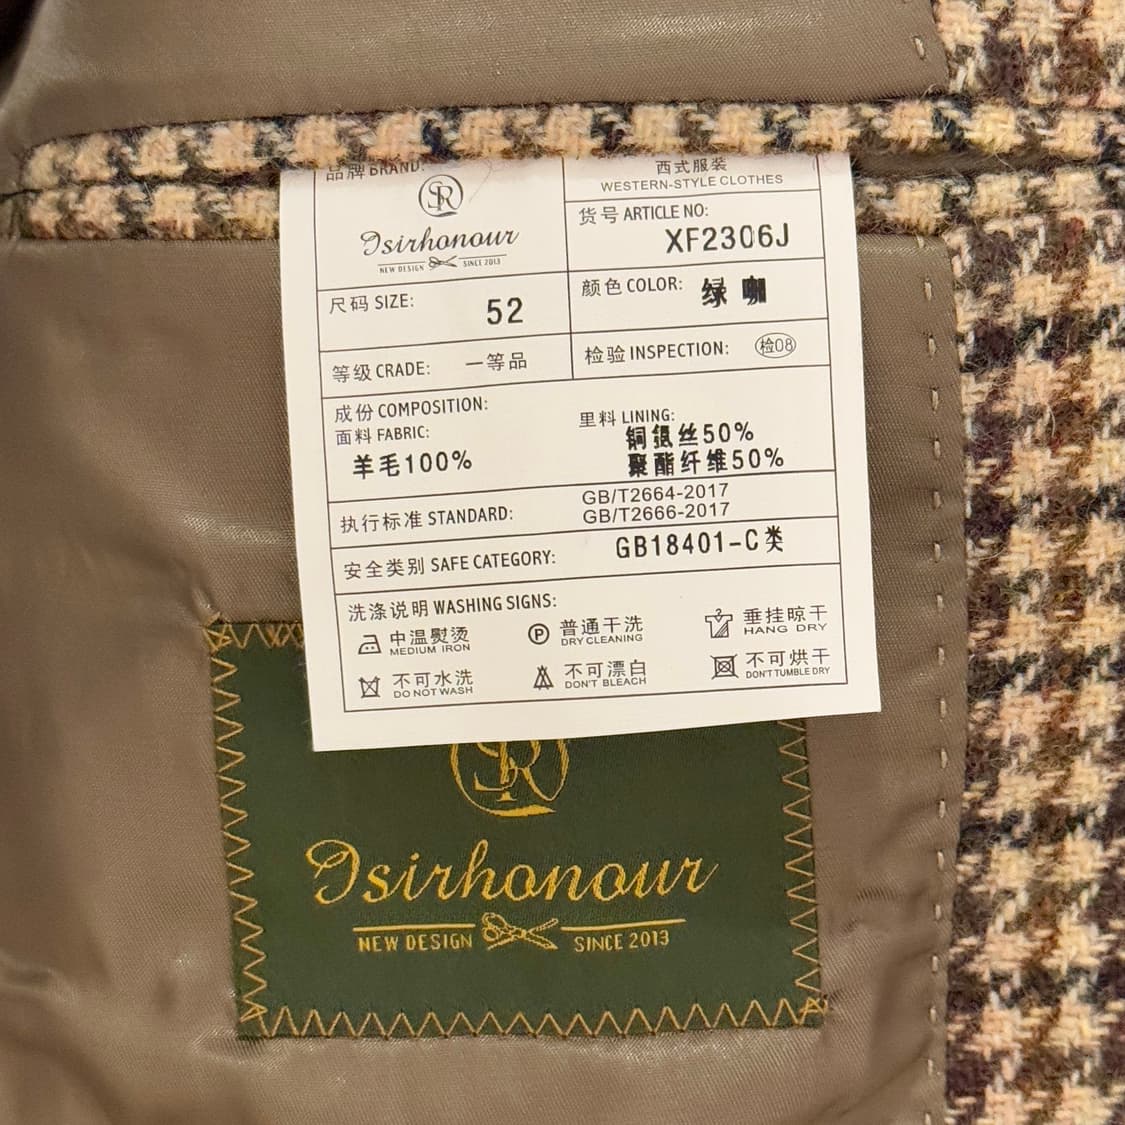 品牌 BRAND:
SR
Isirhonour
NEW DESIGN SINCE 2013
西式服装
WESTERN-STYLE CLOTHES
货号 ARTICLE NO:
XF2306J
尺码 SIZE: 52
颜色 COLOR: 绿 咖
等级 CRADE: 一等品
检验 INSPECTION: 检08
成份 COMPOSITION:
面料 FABRIC:
羊毛100%
里料 LINING:
铜氨丝50%
聚酯纤维50%
执行标准 STANDARD:
GB/T2664-2017
GB/T2666-2017
安全类别 SAFE CATEGORY: GB18401-C类
洗涤说明 WASHING SIGNS:
中温熨烫
MEDIUM IRON
P
普通干洗
DRY CLEANING
垂挂晾干
HANG DRY
不可水洗
DO NOT WASH
不可漂白
DON'T BLEACH
不可烘干
DON'T TUMBLE DRY
SR
Isirhonour
NEW DESIGN SINCE 2013